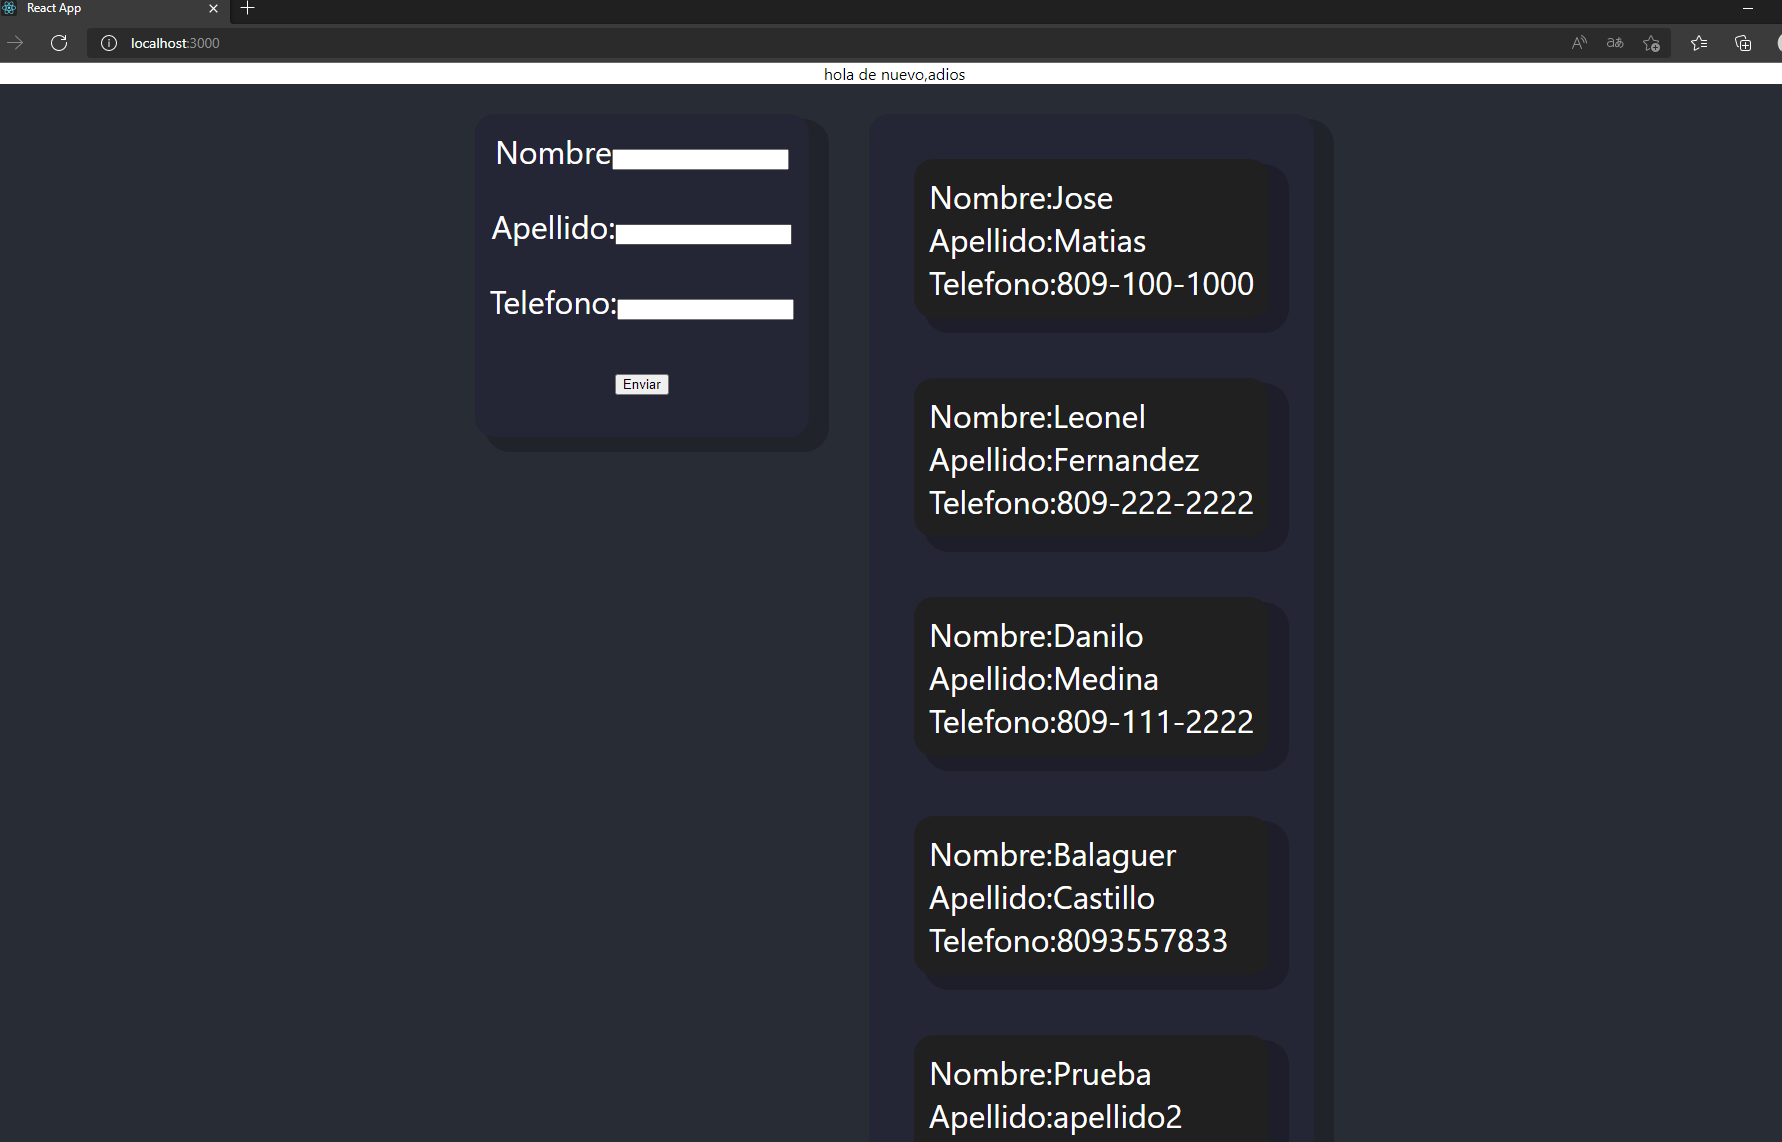 React App
localhost:3000
hola de nuevo,adios
Nombre
Apellido:
Telefono:
Enviar
Nombre:Jose
Apellido:Matias
Telefono:809-100-1000
Nombre:Leonel
Apellido:Fernandez
Telefono:809-222-2222
Nombre:Danilo
Apellido:Medina
Telefono:809-111-2222
Nombre:Balaguer
Apellido:Castillo
Telefono:8093557833
Nombre:Prueba
Apellido:apellido2